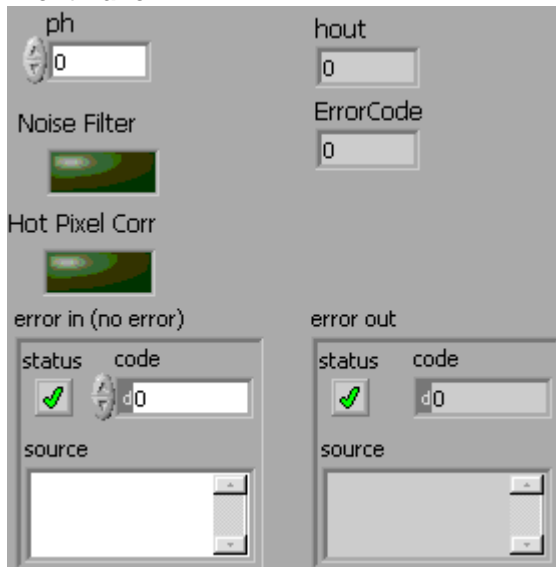 ph
hout
0
0
Noise Filter
ErrorCode
0
Hot Pixel Corr
error in (no error)
error out
status
code
status
code
d0
d0
source
source